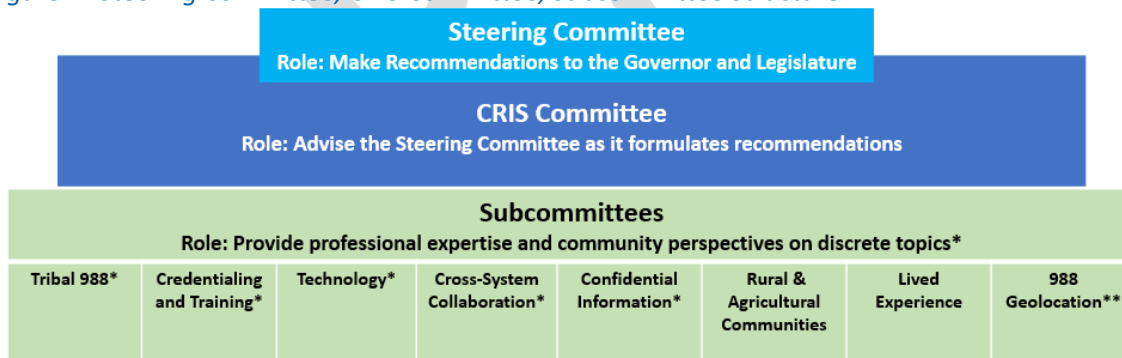 Steering Committee
Role: Make Recommendations to the Governor and Legislature
CRIS Committee
Role: Advise the Steering Committee as it formulates recommendations
Subcommittees
Role: Provide professional expertise and community perspectives on discrete topics*
Tribal 988*
Credentialing
and Training*
Technology*
Cross-System
Collaboration*
Confidential
Information*
Rural &
Agricultural
Communities
Lived
Experience
988
Geolocation**